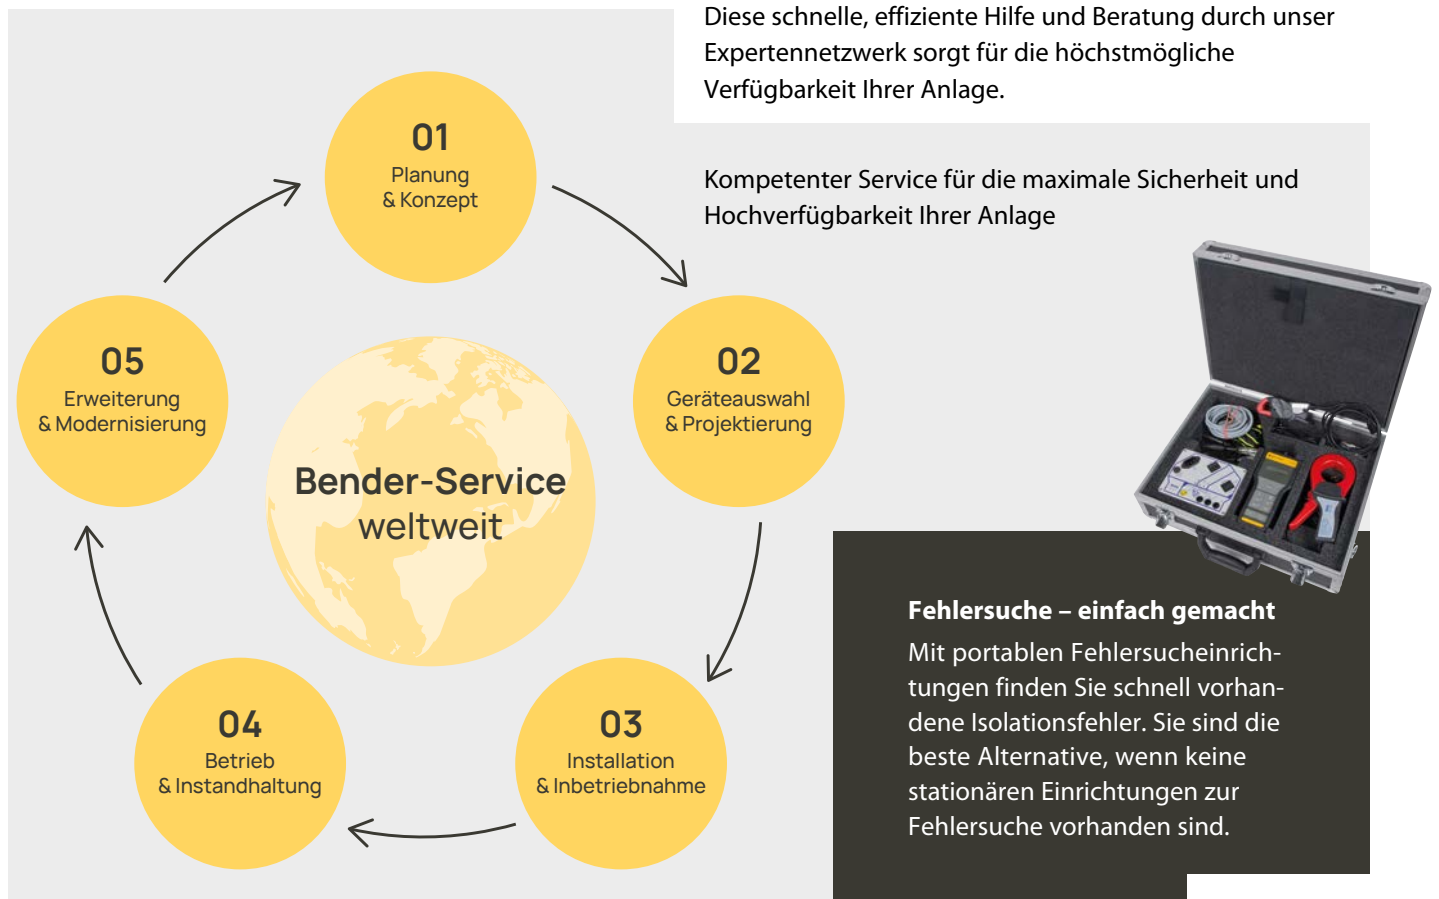 Diese schnelle, effiziente Hilfe und Beratung durch unser
Expertennetzwerk sorgt für die höchstmögliche
Verfügbarkeit Ihrer Anlage.
Kompetenter Service für die maximale Sicherheit und
Hochverfügbarkeit Ihrer Anlage
01
Planung
& Konzept
02
Geräteauswahl
& Projektierung
03
Installation
& Inbetriebnahme
04
Betrieb
& Instandhaltung
05
Erweiterung
& Modernisierung
Bender-Service
weltweit
Fehlersuche – einfach gemacht
Mit portablen Fehlersucheinrich-
tungen finden Sie schnell vorhan-
dene Isolationsfehler. Sie sind die
beste Alternative, wenn keine
stationären Einrichtungen zur
Fehlersuche vorhanden sind.